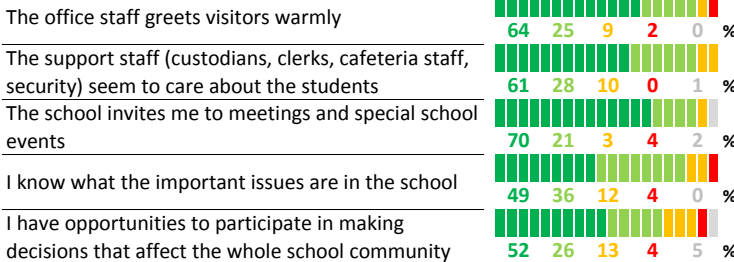 The office staff greets visitors warmly
64 25 9 2 0 %
The support staff (custodians, clerks, cafeteria staff,
security) seem to care about the students
61 28 10 0 1 %
The school invites me to meetings and special school
events
70 21 3 4 2 %
I know what the important issues are in the school
49 36 12 4 0 %
I have opportunities to participate in making
decisions that affect the whole school community
52 26 13 4 5 %